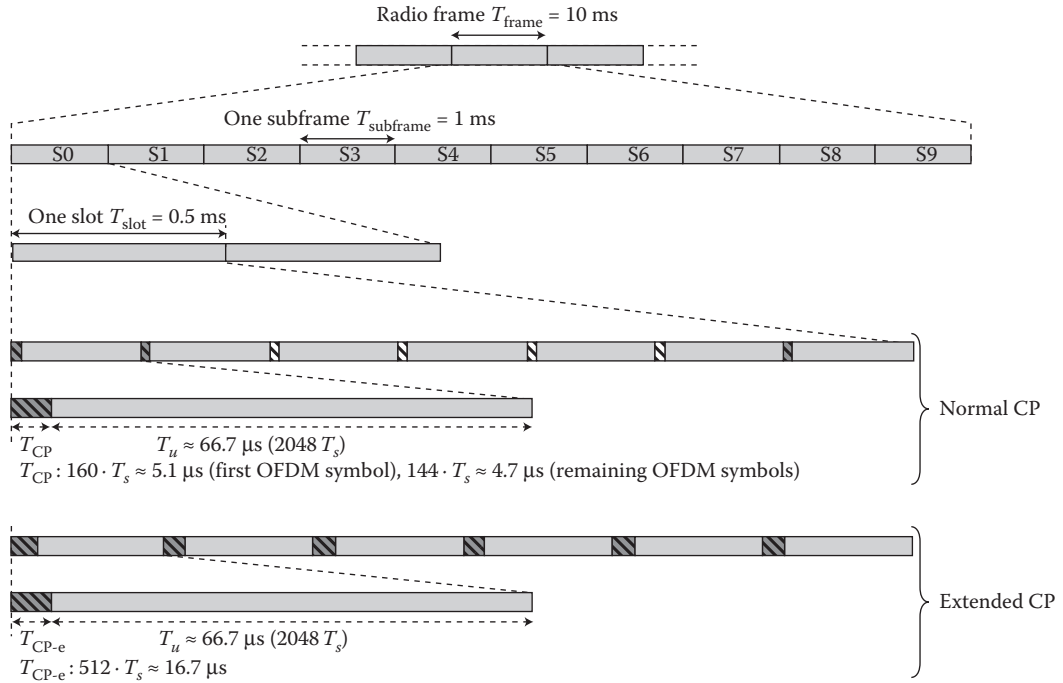 Radio frame T_frame = 10 ms
One subframe T_subframe = 1 ms
S0 S1 S2 S3 S4 S5 S6 S7 S8 S9
One slot T_slot = 0.5 ms
Normal CP
T_CP T_u ≈ 66.7 μs (2048 T_s)
T_CP : 160 · T_s ≈ 5.1 μs (first OFDM symbol), 144 · T_s ≈ 4.7 μs (remaining OFDM symbols)
Extended CP
T_CP-e T_u ≈ 66.7 μs (2048 T_s)
T_CP-e : 512 · T_s ≈ 16.7 μs